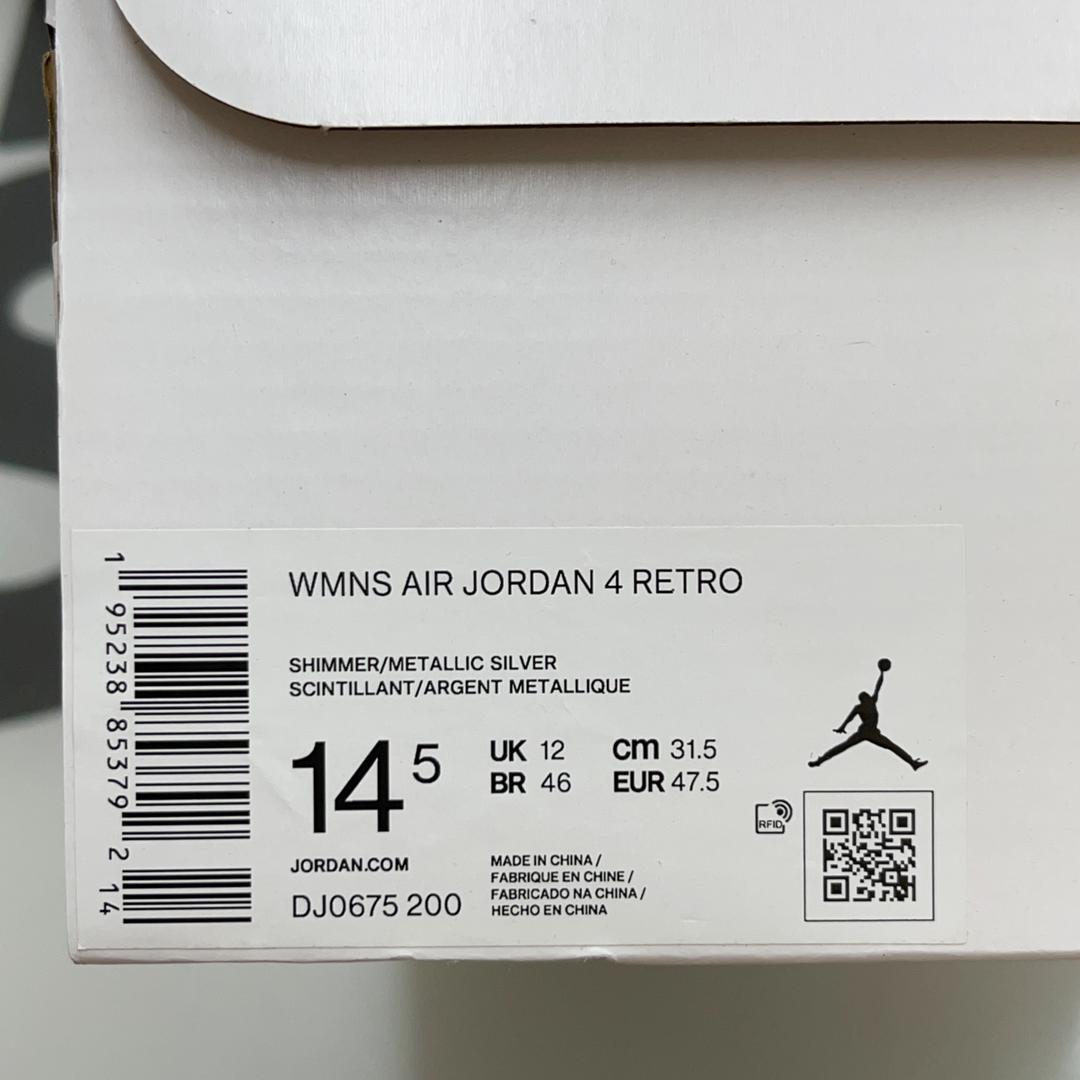 WMNS AIR JORDAN 4 RETRO
SHIMMER/METALLIC SILVER
SCINTILLANT/ARGENT METALLIQUE
14 5
UK 12 cm 31.5
BR 46 EUR 47.5
RFID
JORDAN.COM
DJ0675 200
MADE IN CHINA /
FABRIQUE EN CHINE /
FABRICADO NA CHINA /
HECHO EN CHINA
1 95238 85379 2 14